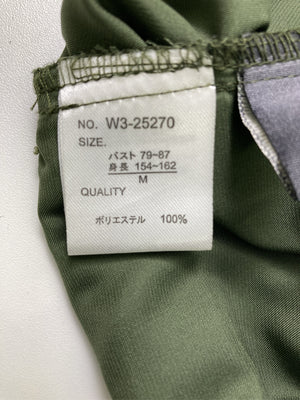 NO. W3-25270
SIZE.
バスト 79~87
身長 154~162
M
QUALITY
ポリエステル 100%